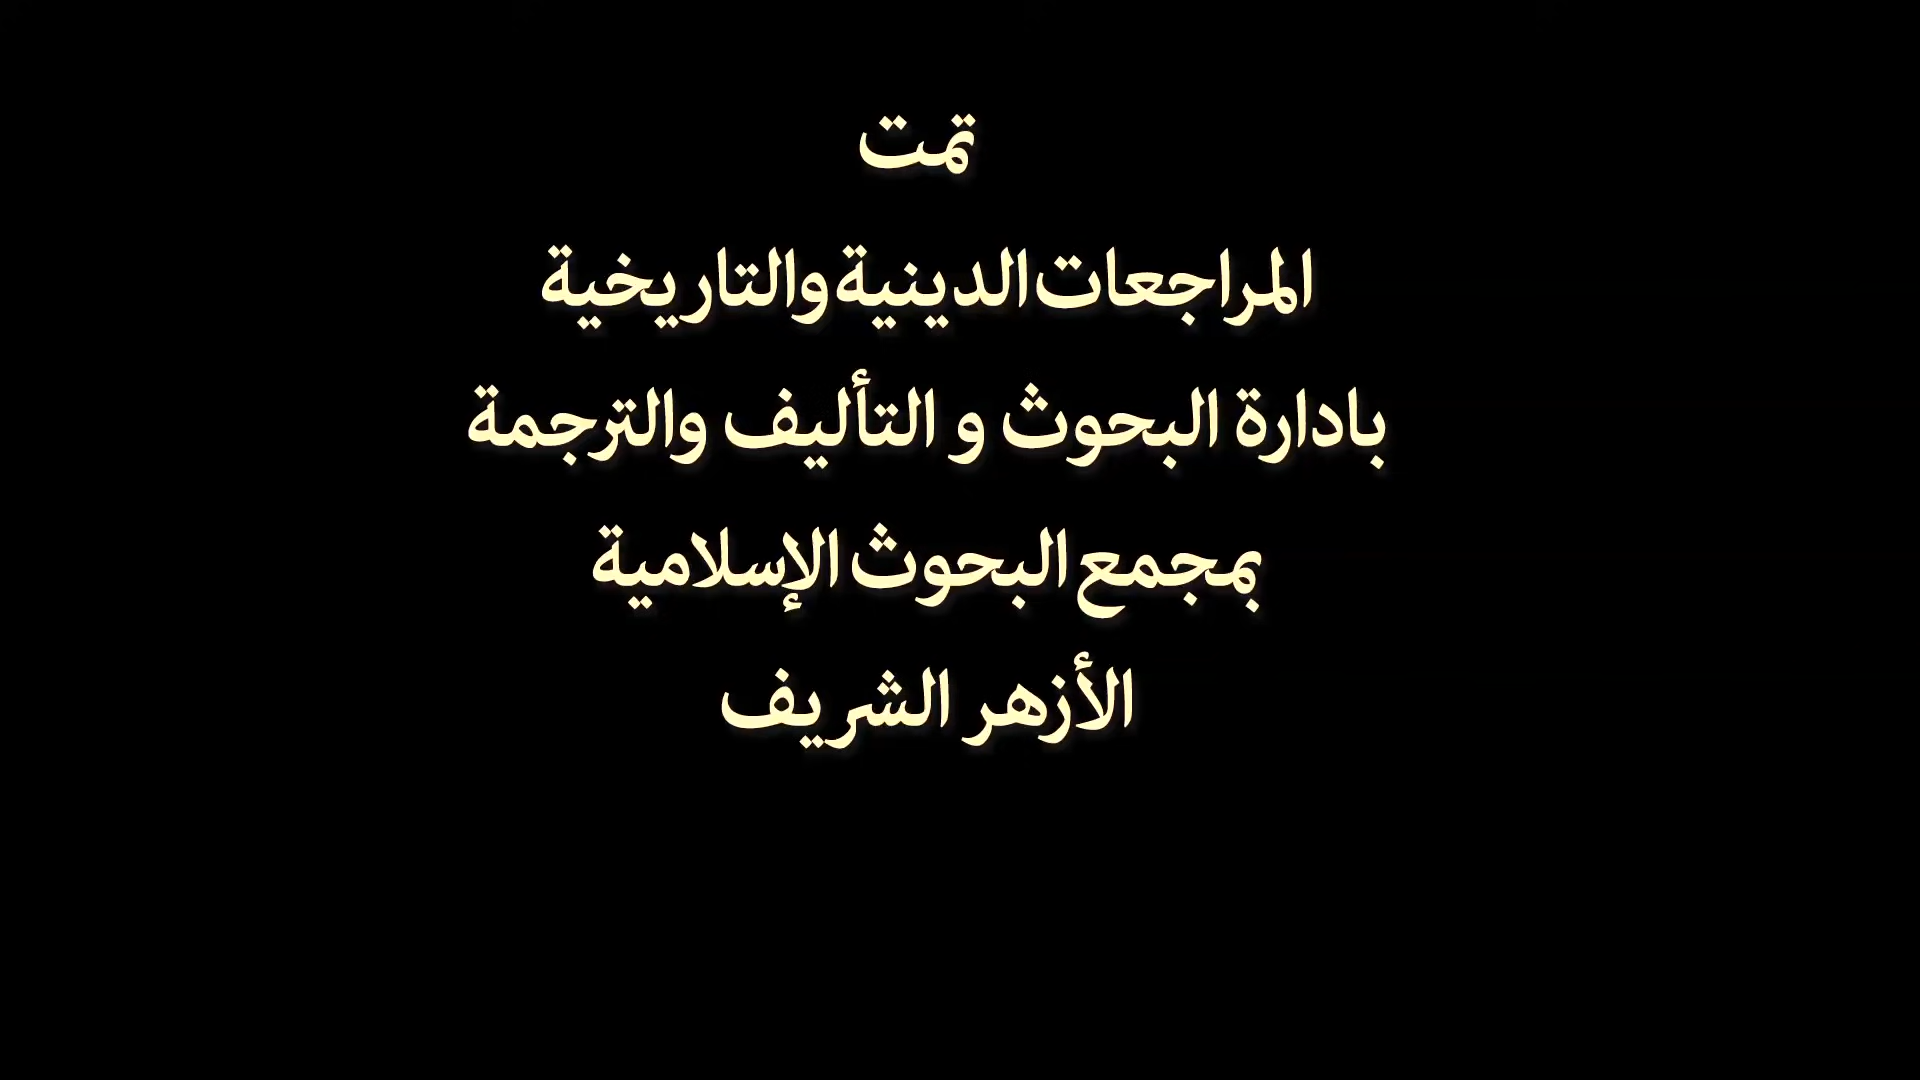 تمت
المراجعات الدينية والتاريخية
بادارة البحوث و التأليف والترجمة
بمجمع البحوث الإسلامية
الأزهر الشريف